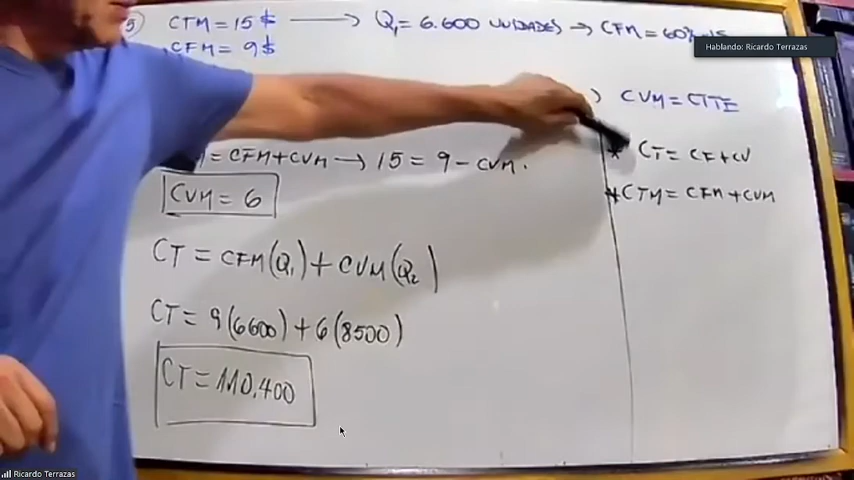 5) CTM = 15$ → Q₁ = 6.600 UNIDADES → CFM = 60%
CFM = 9$
Hablando: Ricardo Terrazas
) CVM = CTTE
* CT = CF + CV
= CFM + CVM → 15 = 9 - CVM.
* CTM = CFM + CVM
CVM = 6
CT = CFM(Q₁) + CVM(Q₂)
CT = 9(6600) + 6(8500)
CT = 110.400
Ricardo Terrazas